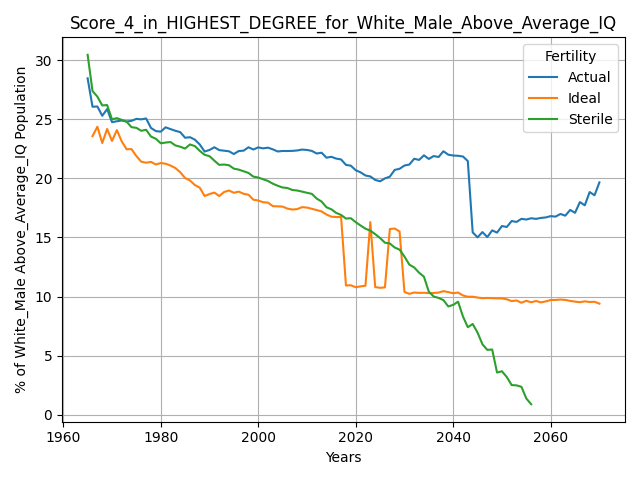 Score_4_in_HIGHEST_DEGREE_for_White_Male_Above_Average_IQ
% of White_Male Above_Average_IQ Population
30
25
20
15
10
5
0
Fertility
Actual
Ideal
Sterile
1960 1980 2000 2020 2040 2060
Years